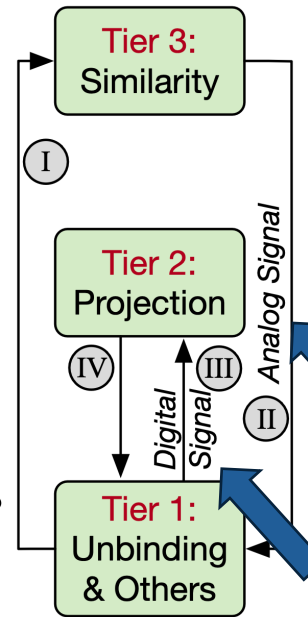 Tier 3:
Similarity
I
Analog Signal
Tier 2:
Projection
IV
III
Digital
Signal
II
Tier 1:
Unbinding
& Others